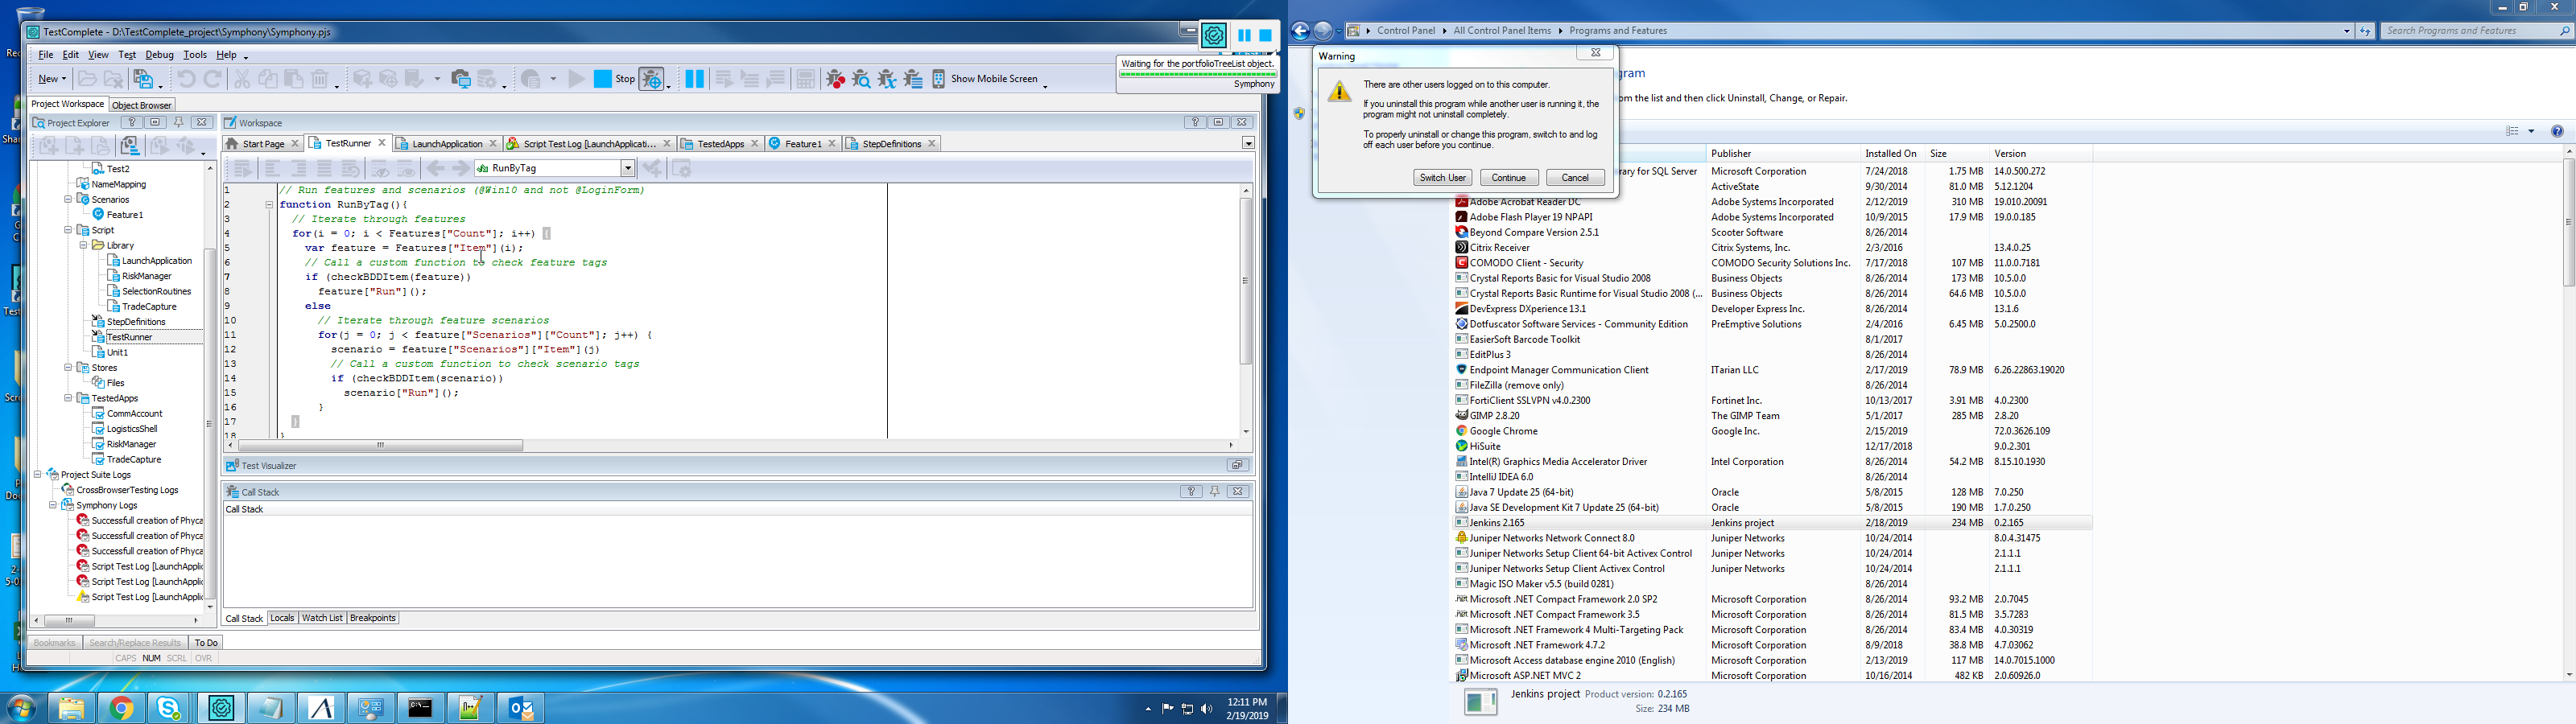 TestComplete - D:\TestComplete_project\Symphony\Symphony.pjs
File Edit View Test Debug Tools Help
New
Stop
Show Mobile Screen
Waiting for the portfolioTreeList object.
Symphony
Project Workspace Object Browser
Project Explorer
Test2
NameMapping
Scenarios
Feature1
Script
Library
LaunchApplication
RiskManager
SelectionRoutines
TradeCapture
StepDefinitions
TestRunner
Unit1
Stores
Files
TestedApps
CommAccount
LogisticsShell
RiskManager
TradeCapture
Project Suite Logs
CrossBrowserTesting Logs
Symphony Logs
Successfull creation of Phyca
Successfull creation of Phyca
Successfull creation of Phyca
Script Test Log [LaunchApplic
Script Test Log [LaunchApplic
Script Test Log [LaunchApplic
Workspace
Start Page TestRunner LaunchApplication Script Test Log [LaunchApplicati... TestedApps Feature1 StepDefinitions
RunByTag
1 // Run features and scenarios (@Win10 and not @LoginForm)
2 function RunByTag(){
3 // Iterate through features
4 for(i = 0; i < Features["Count"]; i++) {
5 var feature = Features["Item"](i);
6 // Call a custom function to check feature tags
7 if (checkBDDItem(feature))
8 feature["Run"]();
9 else
10 // Iterate through feature scenarios
11 for(j = 0; j < feature["Scenarios"]["Count"]; j++) {
12 scenario = feature["Scenarios"]["Item"](j)
13 // Call a custom function to check scenario tags
14 if (checkBDDItem(scenario))
15 scenario["Run"]();
16 }
17 }
18 }
Test Visualizer
Call Stack
Call Stack
Call Stack Locals Watch List Breakpoints
Bookmarks Search/Replace Results To Do
CAPS NUM SCRL OVR
12:11 PM
2/19/2019
Control Panel All Control Panel Items Programs and Features
Search Programs and Features
Warning
There are other users logged on to this computer.
If you uninstall this program while another user is running it, the
program might not uninstall completely.
To properly uninstall or change this program, switch to and log
off each user before you continue.
Switch User Continue Cancel
gram
om the list and then click Uninstall, Change, or Repair.
Publisher Installed On Size Version
rary for SQL Server Microsoft Corporation 7/24/2018 1.75 MB 14.0.500.272
ActiveState 9/30/2014 81.0 MB 5.12.1204
Adobe Acrobat Reader DC Adobe Systems Incorporated 2/12/2019 310 MB 19.010.20091
Adobe Flash Player 19 NPAPI Adobe Systems Incorporated 10/9/2015 17.9 MB 19.0.0.185
Beyond Compare Version 2.5.1 Scooter Software 8/26/2014
Citrix Receiver Citrix Systems, Inc. 2/3/2016 13.4.0.25
COMODO Client - Security COMODO Security Solutions Inc. 7/17/2018 107 MB 11.0.0.7181
Crystal Reports Basic for Visual Studio 2008 Business Objects 8/26/2014 173 MB 10.5.0.0
Crystal Reports Basic Runtime for Visual Studio 2008 (... Business Objects 8/26/2014 64.6 MB 10.5.0.0
DevExpress DXperience 13.1 Developer Express Inc. 8/26/2014 13.1.6
Dotfuscator Software Services - Community Edition PreEmptive Solutions 2/4/2016 6.45 MB 5.0.2500.0
EasierSoft Barcode Toolkit 8/1/2017
EditPlus 3 8/26/2014
Endpoint Manager Communication Client ITarian LLC 2/17/2019 78.9 MB 6.26.22863.19020
FileZilla (remove only) 8/26/2014
FortiClient SSLVPN v4.0.2300 Fortinet Inc. 10/13/2017 3.91 MB 4.0.2300
GIMP 2.8.20 The GIMP Team 5/1/2017 285 MB 2.8.20
Google Chrome Google Inc. 2/15/2019 72.0.3626.109
HiSuite 12/17/2018 9.0.2.301
Intel(R) Graphics Media Accelerator Driver Intel Corporation 8/26/2014 54.2 MB 8.15.10.1930
IntelliJ IDEA 6.0 8/26/2014
Java 7 Update 25 (64-bit) Oracle 5/8/2015 128 MB 7.0.250
Java SE Development Kit 7 Update 25 (64-bit) Oracle 5/8/2015 190 MB 1.7.0.250
Jenkins 2.165 Jenkins project 2/18/2019 234 MB 0.2.165
Juniper Networks Network Connect 8.0 Juniper Networks 10/24/2014 8.0.4.31475
Juniper Networks Setup Client 64-bit Activex Control Juniper Networks 10/24/2014 2.1.1.1
Juniper Networks Setup Client Activex Control Juniper Networks 10/24/2014 2.1.1.1
Magic ISO Maker v5.5 (build 0281) 8/26/2014
Microsoft .NET Compact Framework 2.0 SP2 Microsoft Corporation 8/26/2014 93.2 MB 2.0.7045
Microsoft .NET Compact Framework 3.5 Microsoft Corporation 8/26/2014 81.5 MB 3.5.7283
Microsoft .NET Framework 4 Multi-Targeting Pack Microsoft Corporation 8/26/2014 83.4 MB 4.0.30319
Microsoft .NET Framework 4.7.2 Microsoft Corporation 8/9/2018 38.8 MB 4.7.03062
Microsoft Access database engine 2010 (English) Microsoft Corporation 2/13/2019 117 MB 14.0.7015.1000
Microsoft ASP.NET MVC 2 Microsoft Corporation 10/16/2014 482 KB 2.0.60926.0
Jenkins project Product version: 0.2.165
Size: 234 MB